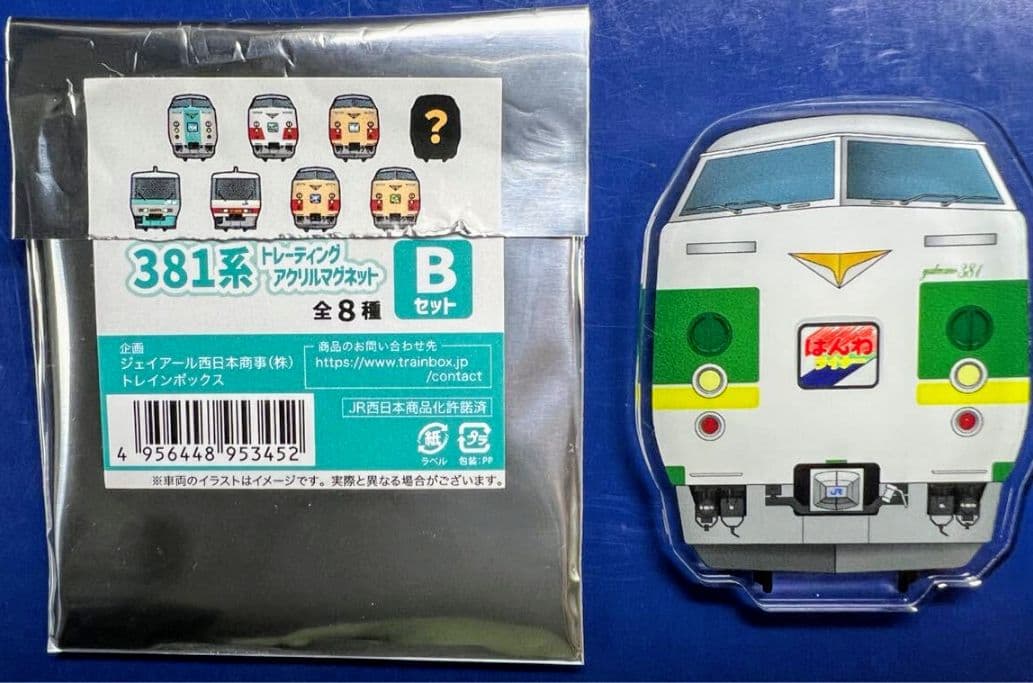 ?
381系
トレーディング
アクリルマグネット
Bセット
全8種
企画
ジェイアール西日本商事(株)
トレインボックス
商品のお問い合わせ先
https://www.trainbox.jp
/contact
JR西日本商品化許諾済
4 956448 953452
紙
ラベル
プラ
包装:PP
※車両のイラストはイメージです。実際と異なる場合がございます。
381
はんわ
ライナー
JR